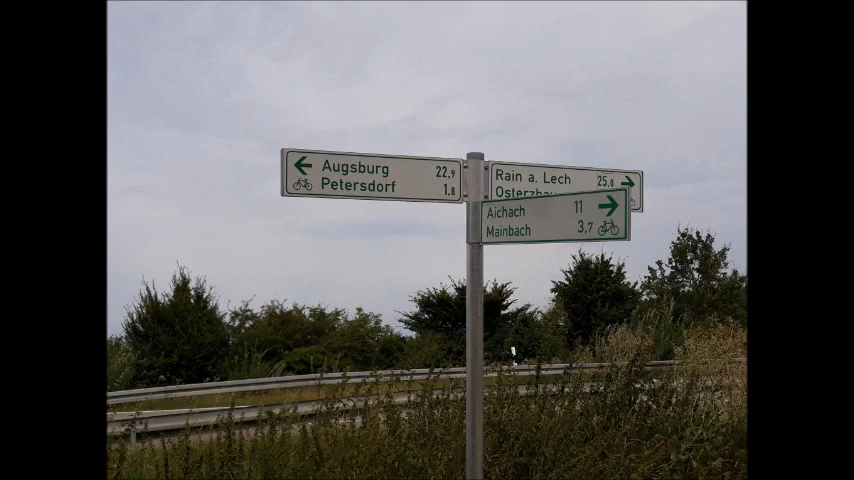 Augsburg 22,9
Petersdorf 1,8
Rain a. Lech 25,0
Aichach 11
Mainbach 3,7